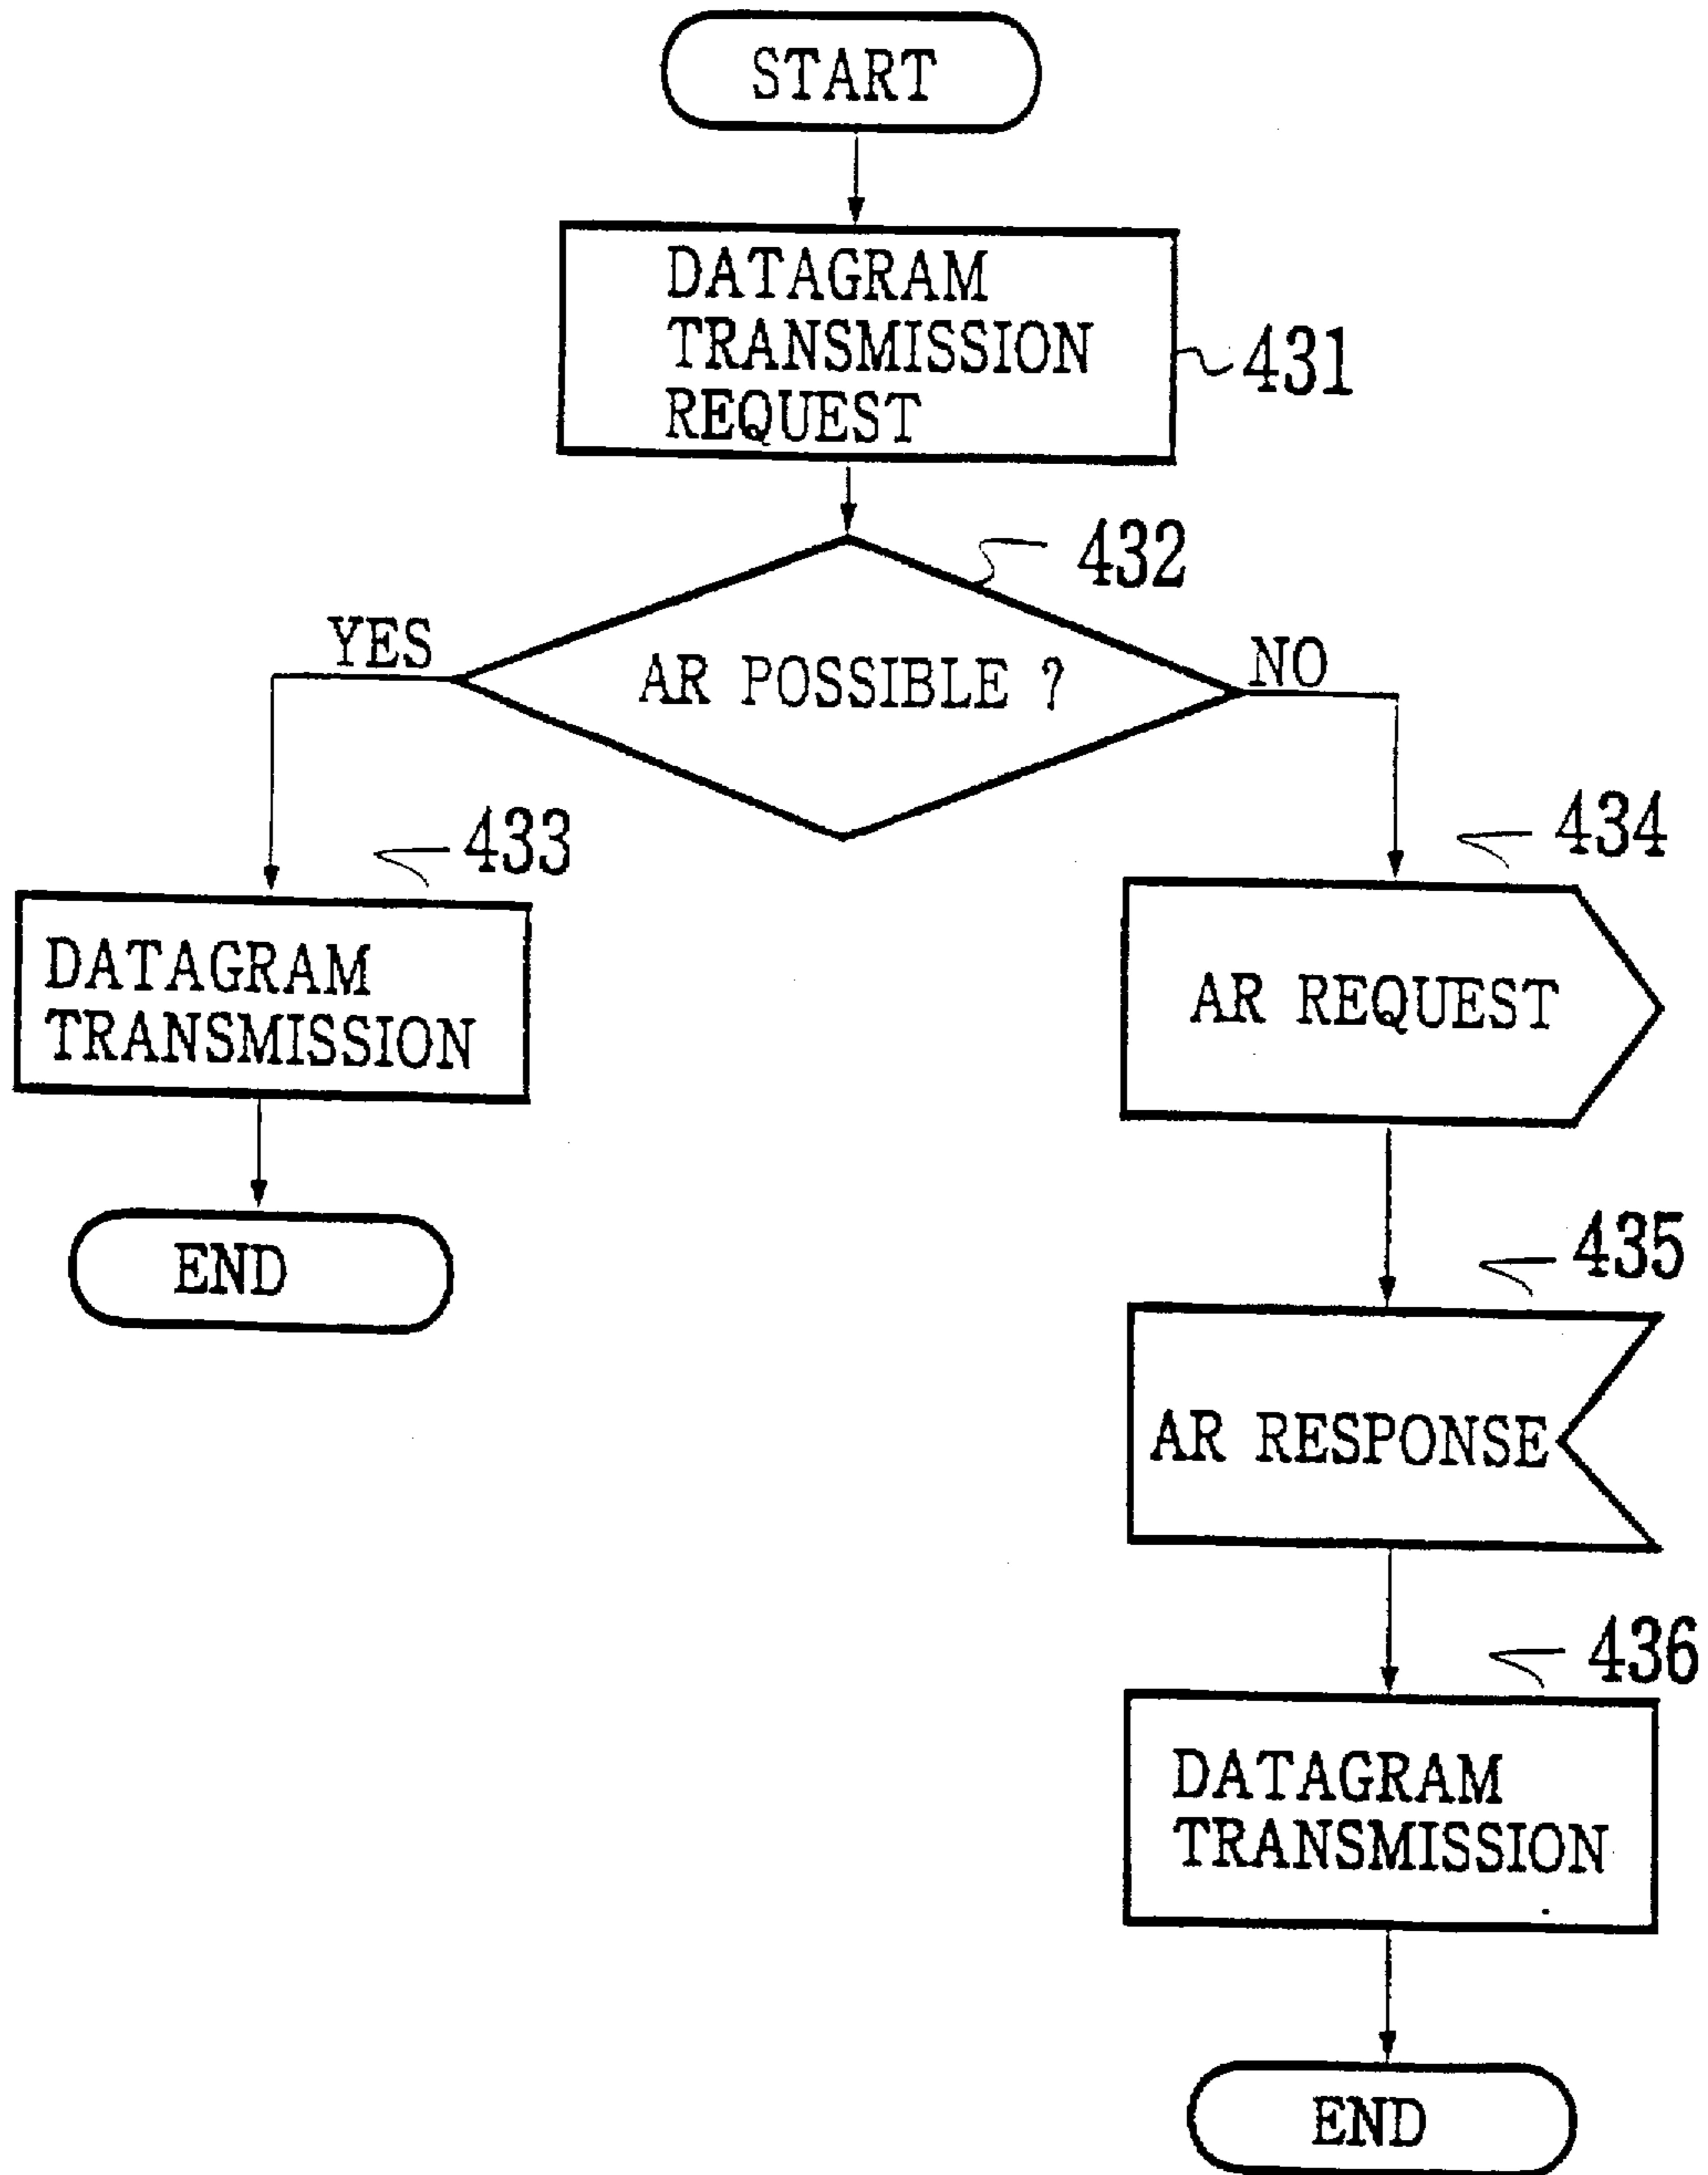 START
DATAGRAM
TRANSMISSION
REQUEST
431
432
YES
AR POSSIBLE ?
NO
433
434
DATAGRAM
TRANSMISSION
AR REQUEST
END
435
AR RESPONSE
436
DATAGRAM
TRANSMISSION
END